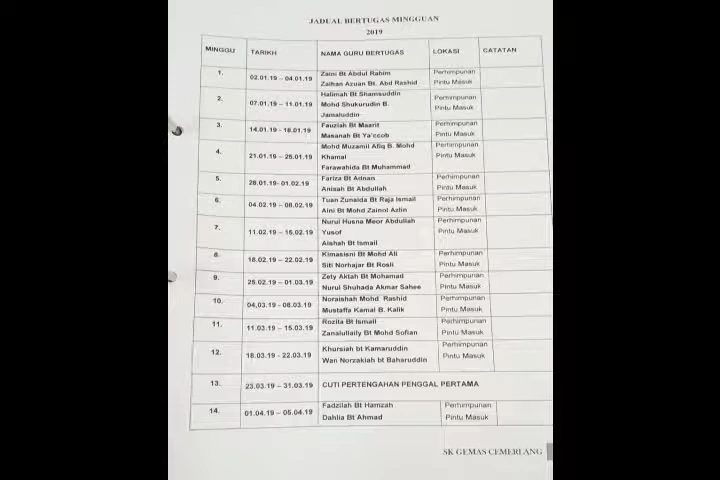 JADUAL BERTUGAS MINGGUAN
2019
MINGGU TARIKH NAMA GURU BERTUGAS LOKASI CATATAN
1. 02.01.19 – 04.01.19 Zaini Bt Abdul Rahim Perhimpunan
Zaihan Azuan Bt. Abd Rashid Pintu Masuk
2. 07.01.19 – 11.01.19 Halimah Bt Shamsuddin Perhimpunan
Mohd Shukurudin B. Pintu Masuk
Jamaluddin
3. 14.01.19 - 18.01.19 Fauziah Bt Maarit Perhimpunan
Masanah Bt Ya'ccob Pintu Masuk
4. 21.01.19 – 25.01.19 Mohd Muzamil Afiq B. Mohd Perhimpunan
Khamal Pintu Masuk
Farawahida Bt Muhammad
5. 28.01.19- 01.02.19 Fariza Bt Adnan Perhimpunan
Anisah Bt Abdullah Pintu Masuk
6. 04.02.19 – 08.02.19 Tuan Zunaida Bt Raja Ismail Perhimpunan
Aini Bt Mohd Zainol Azlin Pintu Masuk
7. 11.02.19 – 15.02.19 Nurul Husna Meor Abdullah Perhimpunan
Yusof Pintu Masuk
Aishah Bt Ismail
8. 18.02.19 – 22.02.19 Kimasisni Bt Mohd Ali Perhimpunan
Siti Norhajar Bt Rosli Pintu Masuk
9. 25.02.19 – 01.03.19 Zety Aktah Bt Mohamad Perhimpunan
Nurul Shuhada Akmar Sahee Pintu Masuk
10. 04.03.19 –08.03.19 Noraishah Mohd Rashid Perhimpunan
Mustaffa Kamal B. Kalik Pintu Masuk
11. 11.03.19 – 15.03.19 Rozita Bt Ismail Perhimpunan
Zanalullaily Bt Mohd Sofian Pintu Masuk
12. 18.03.19 - 22.03.19 Khursiah bt Kamaruddin Perhimpunan
Wan Norzakiah bt Baharuddin Pintu Masuk
13. 23.03.19 – 31.03.19 CUTI PERTENGAHAN PENGGAL PERTAMA
14. 01.04.19 – 05.04.19 Fadzilah Bt Hamzah Perhimpunan
Dahlia Bt Ahmad Pintu Masuk
SK GEMAS CEMERLANG